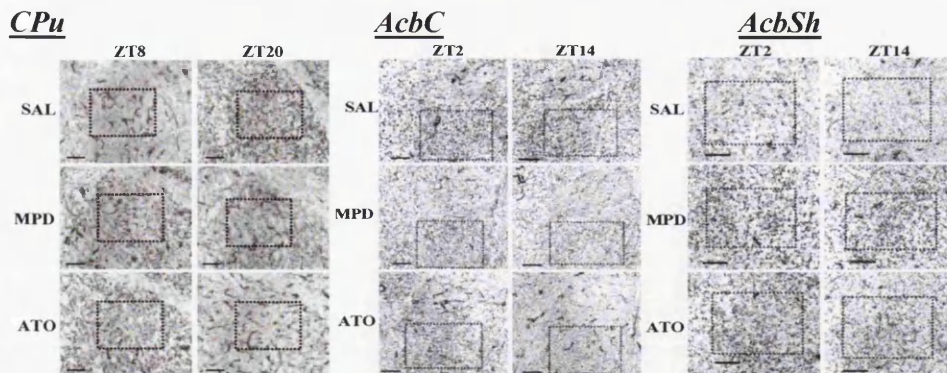 CPu
AcbC
AcbSh
ZT8
ZT20
ZT2
ZT14
ZT2
ZT14
SAL
SAL
SAL
MPD
MPD
MPD
ATO
ATO
ATO